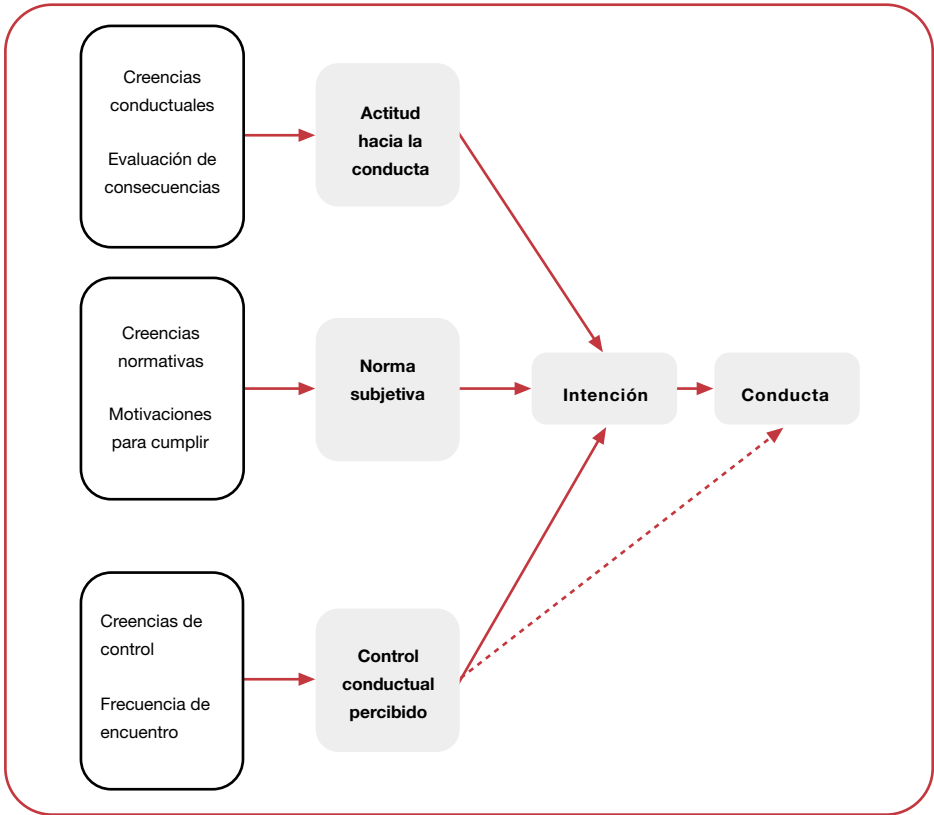 Creencias
conductuales
Evaluación de
consecuencias
Actitud
hacia la
conducta
Creencias
normativas
Motivaciones
para cumplir
Norma
subjetiva
Intención
Conducta
Creencias de
control
Frecuencia de
encuentro
Control
conductual
percibido